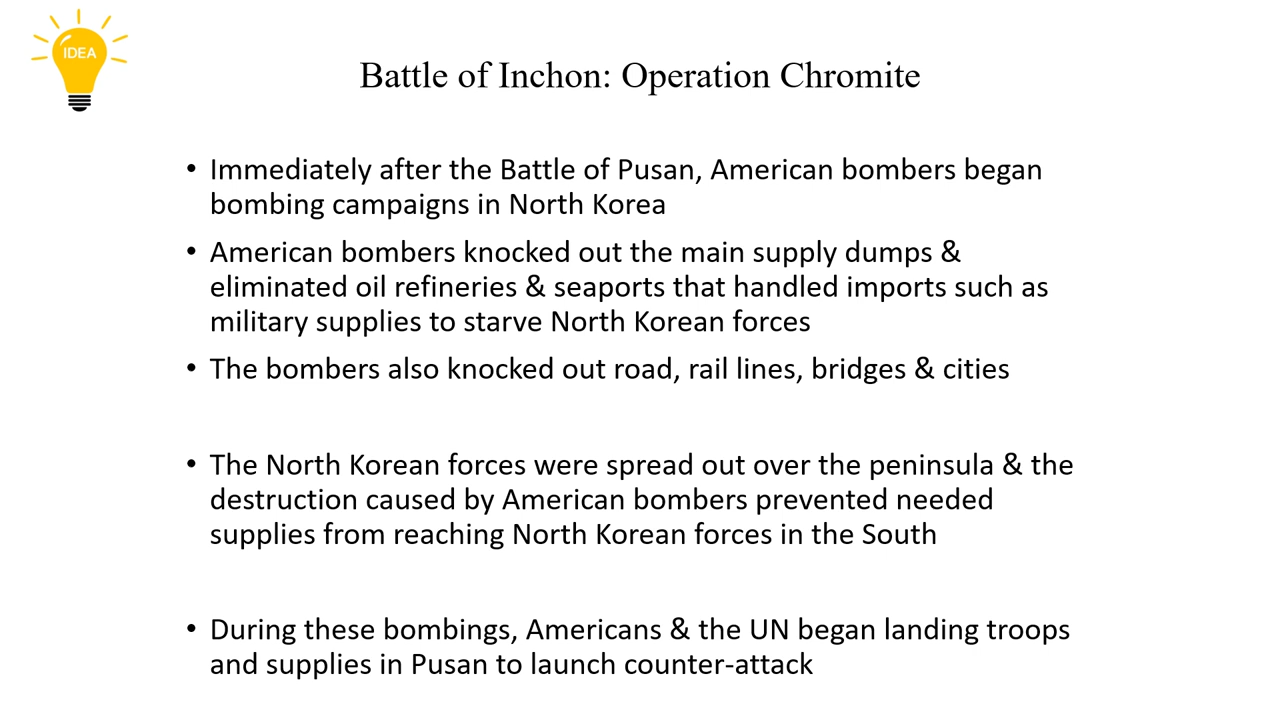 IDEA
Battle of Inchon: Operation Chromite
• Immediately after the Battle of Pusan, American bombers began
bombing campaigns in North Korea
• American bombers knocked out the main supply dumps &
eliminated oil refineries & seaports that handled imports such as
military supplies to starve North Korean forces
• The bombers also knocked out road, rail lines, bridges & cities
• The North Korean forces were spread out over the peninsula & the
destruction caused by American bombers prevented needed
supplies from reaching North Korean forces in the South
• During these bombings, Americans & the UN began landing troops
and supplies in Pusan to launch counter-attack